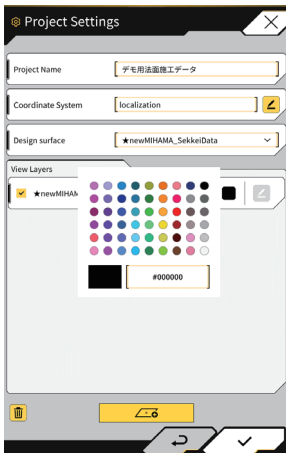 Project Settings
Project Name
デモ用法面施工データ
Coordinate System
localization
Design surface
★newMIHAMA_SekkeiData
View Layers
★newMIHAM
#000000